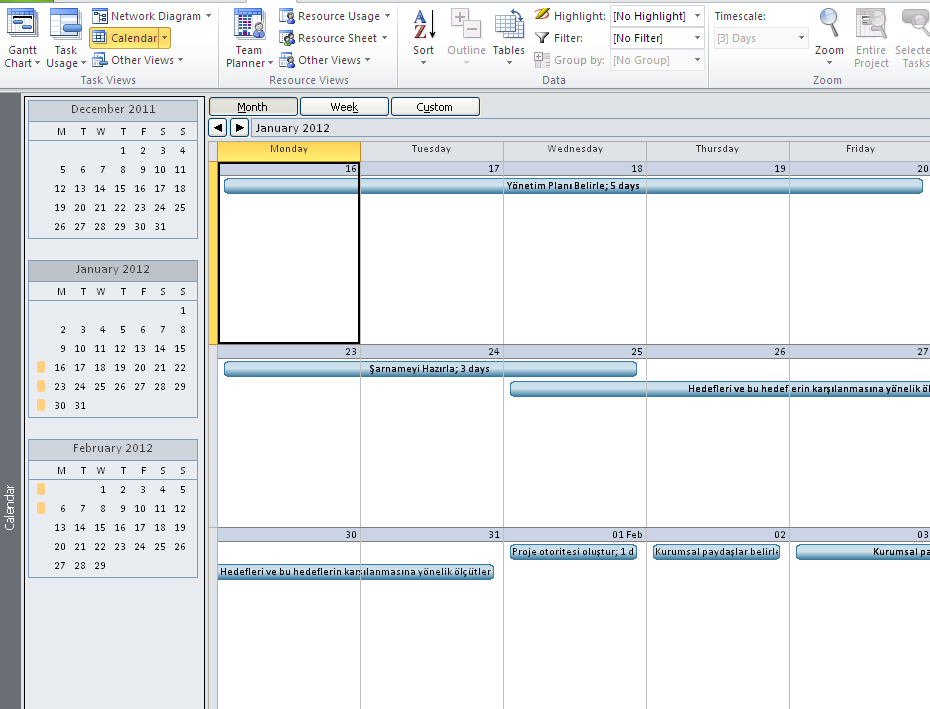 Gantt Chart
Task Usage
Network Diagram
Calendar
Other Views
Task Views
Team Planner
Resource Usage
Resource Sheet
Other Views
Resource Views
Sort
Outline
Tables
Highlight: [No Highlight]
Filter: [No Filter]
Group by: [No Group]
Data
Timescale:
[3] Days
Zoom
Entire Project
Selecte
Tasks
Zoom
Calendar
December 2011
M T W T F S S
1 2 3 4
5 6 7 8 9 10 11
12 13 14 15 16 17 18
19 20 21 22 23 24 25
26 27 28 29 30 31
January 2012
M T W T F S S
1
2 3 4 5 6 7 8
9 10 11 12 13 14 15
16 17 18 19 20 21 22
23 24 25 26 27 28 29
30 31
February 2012
M T W T F S S
1 2 3 4 5
6 7 8 9 10 11 12
13 14 15 16 17 18 19
20 21 22 23 24 25 26
27 28 29
Month Week Custom
January 2012
Monday Tuesday Wednesday Thursday Friday
16 17 18 19 20
Yönetim Planı Belirle; 5 days
23 24 25 26 27
Şarnameyi Hazırla; 3 days
Hedefleri ve bu hedeflerin karşılanmasına yönelik öl
30 31 01 Feb 02 03
Proje otoritesi oluştur; 1 d
Kurumsal paydaşlar belirle
Kurumsal pa
Hedefleri ve bu hedeflerin karşılanmasına yönelik ölçütler